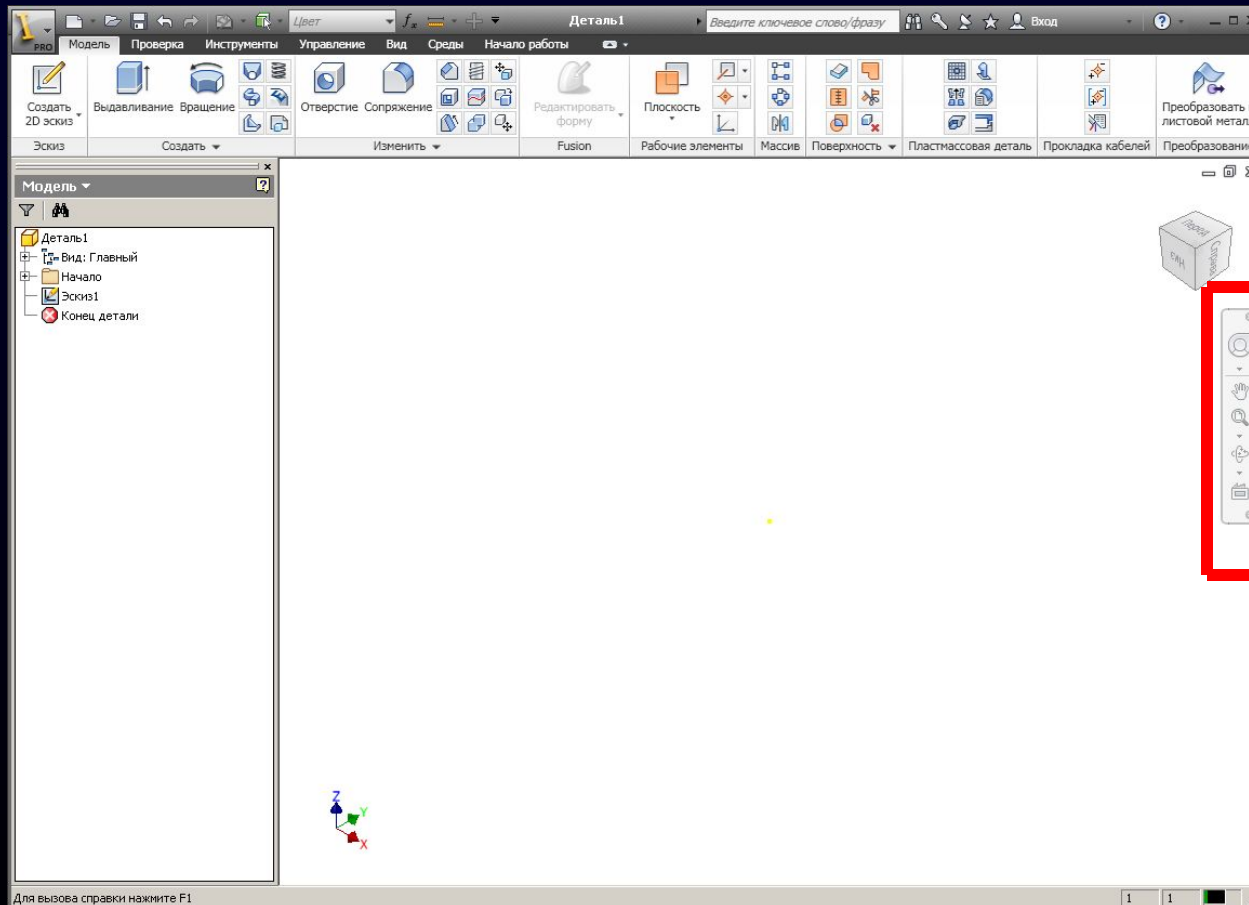 Цвет
Деталь1
Введите ключевое слово/фразу
Вход
PRO
Модель Проверка Инструменты Управление Вид Среды Начало работы
Создать 2D эскиз
Выдавливание
Вращение
Отверстие
Сопряжение
Редактировать форму
Плоскость
Преобразовать
листовой метал
Эскиз Создать Изменить Fusion Рабочие элементы Массив Поверхность Пластмассовая деталь Прокладка кабелей Преобразовани
Модель
Деталь1
Вид: Главный
Начало
Эскиз1
Конец детали
Перед
Z
Y
X
Для вызова справки нажмите F1
1 1